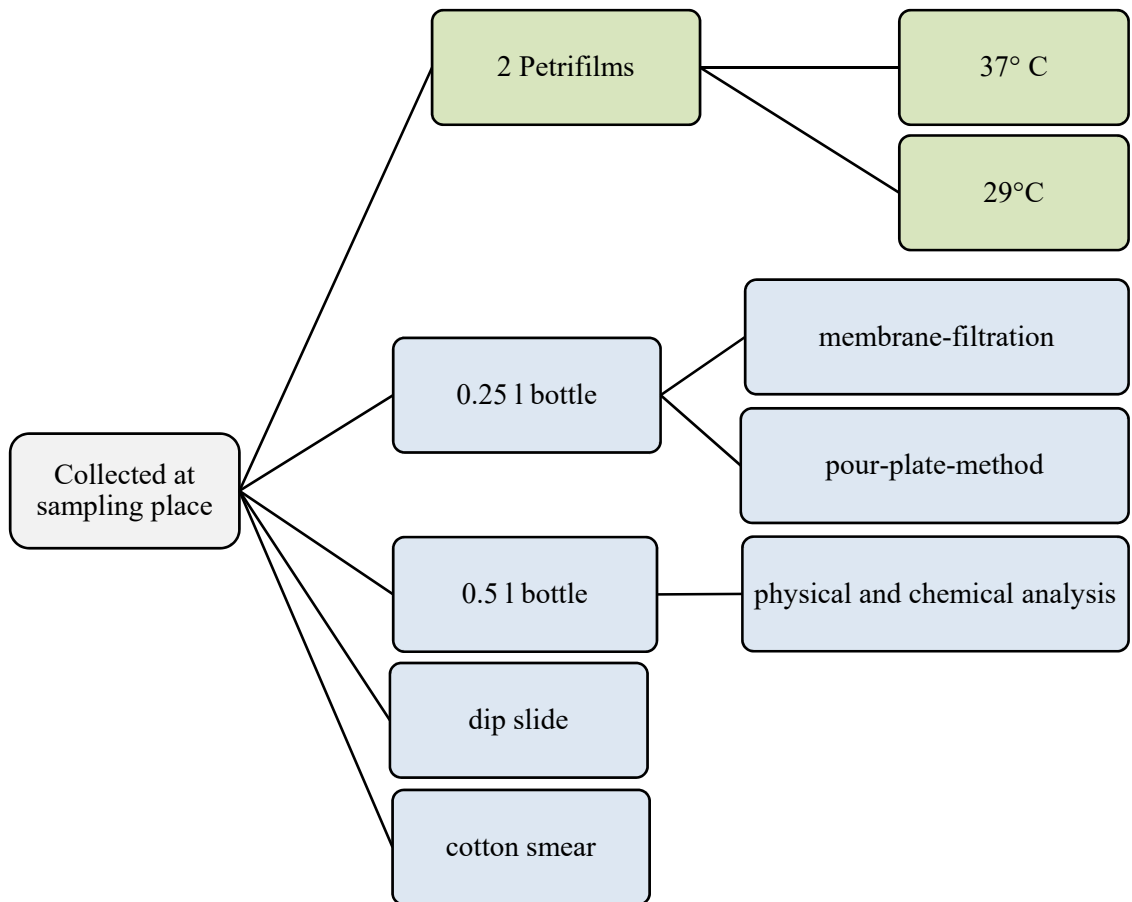 2 Petrifilms
37° C
29°C
membrane-filtration
0.25 l bottle
pour-plate-method
Collected at
sampling place
0.5 l bottle
physical and chemical analysis
dip slide
cotton smear